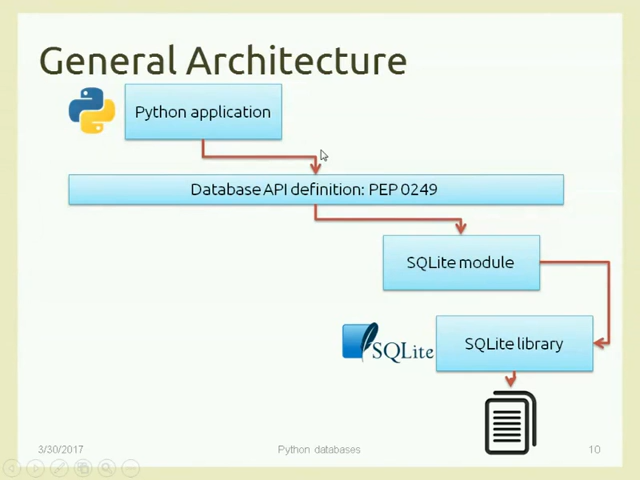 General Architecture
Python application
Database API definition: PEP 0249
SQLite module
SQLite library
SQLite
3/30/2017
Python databases
10